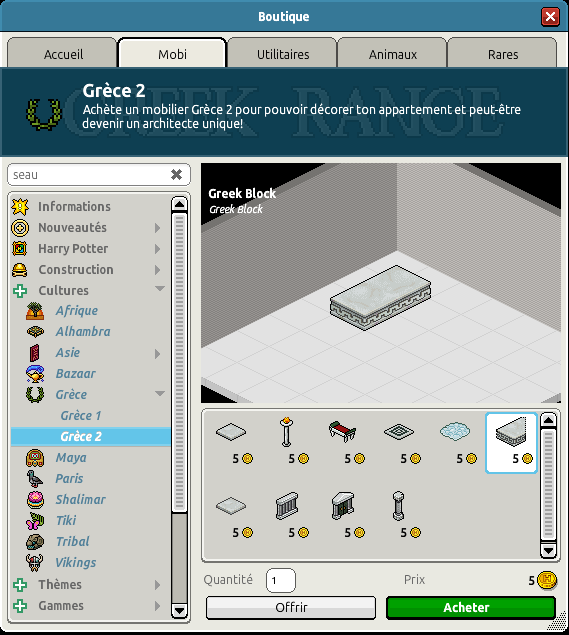 Boutique
Accueil
Mobi
Utilitaires
Animaux
Rares
GREEK RANGE
Grèce 2
Achète un mobilier Grèce 2 pour pouvoir décorer ton appartement et peut-être
devenir un architecte unique!
seau
Informations
Nouveautés
Harry Potter
Construction
Cultures
Afrique
Alhambra
Asie
Bazaar
Grèce
Grèce 1
Grèce 2
Maya
Paris
Shalimar
Tiki
Tribal
Vikings
Thèmes
Gammes
Greek Block
Greek Block
5 5 5 5 5 5
5 5 5 5
Quantité 1 Prix 5
Offrir
Acheter